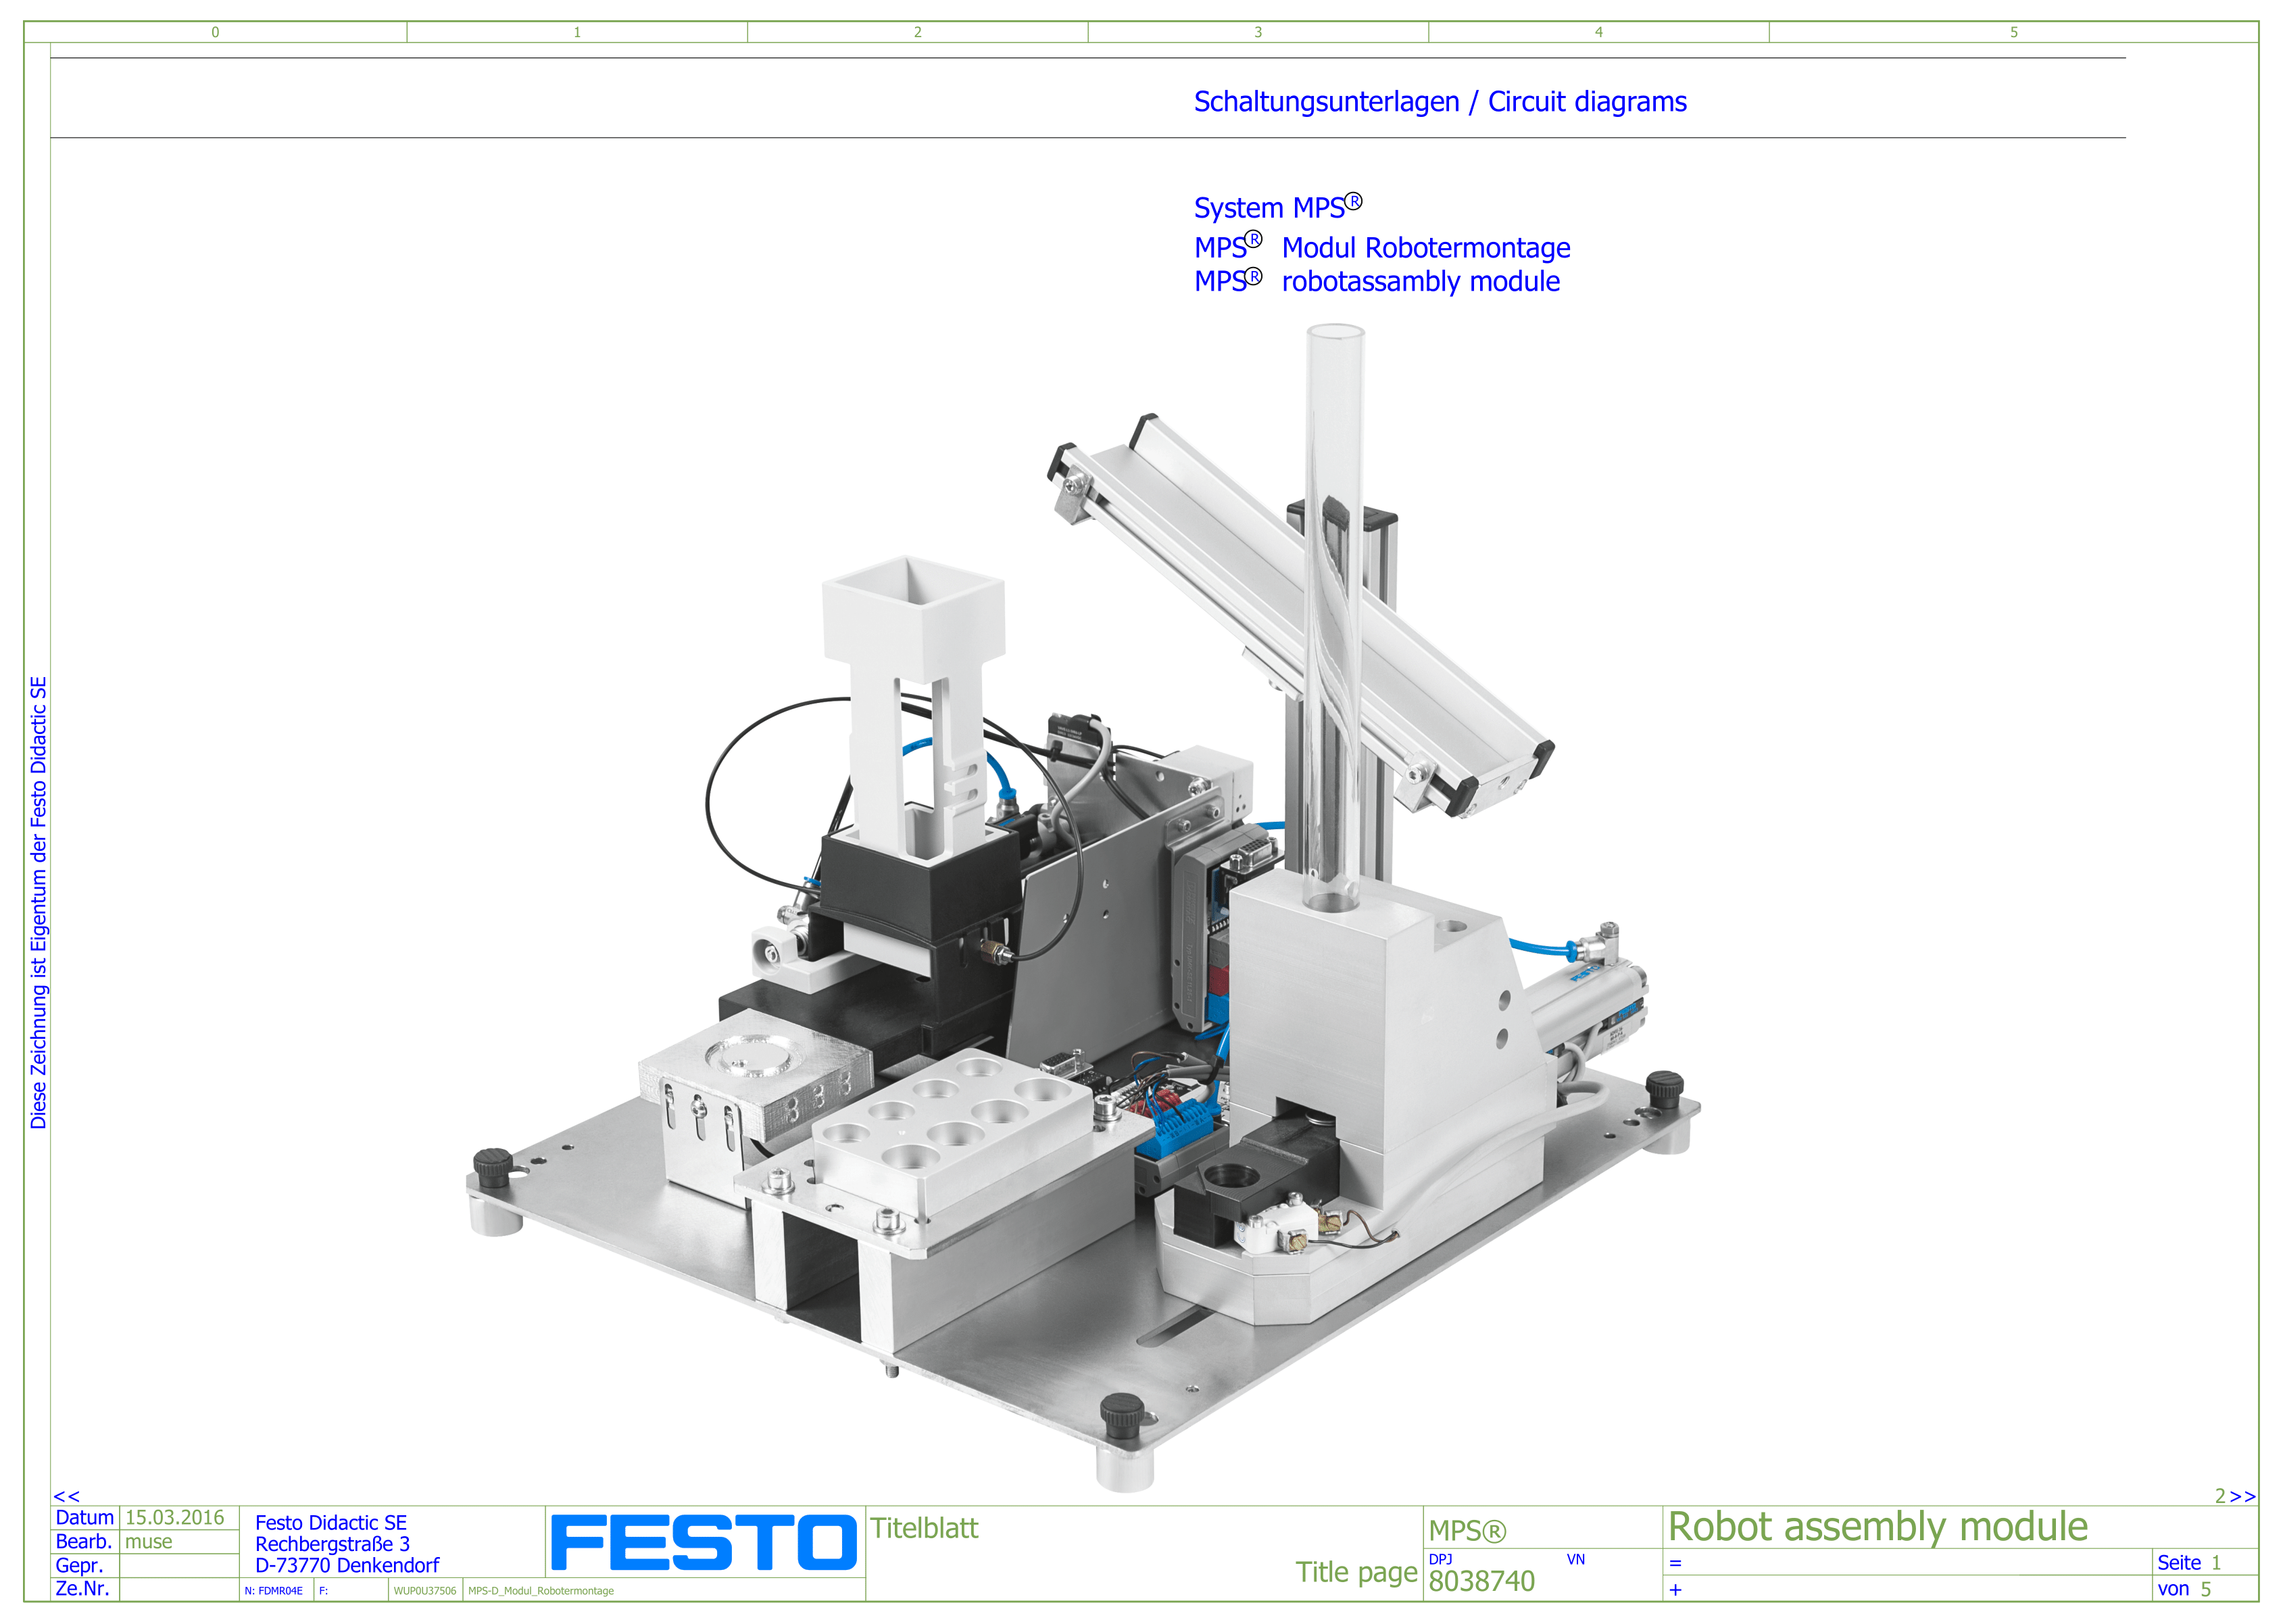 0 1 2 3 4 5
Schaltungsunterlagen / Circuit diagrams
System MPS®
MPS® Modul Robotermontage
MPS® robotassambly module
Diese Zeichnung ist Eigentum der Festo Didactic SE
FESTO
<<
2 >>
Datum 15.03.2016
Bearb. muse
Gepr.
Ze.Nr.
Festo Didactic SE
Rechbergstraße 3
D-73770 Denkendorf
N: FDMR04E F: WUP0U37506 MPS-D_Modul_Robotermontage
FESTO
Titelblatt
Title page
MPS®
DPJ VN
8038740
Robot assembly module
=
+
Seite 1
von 5